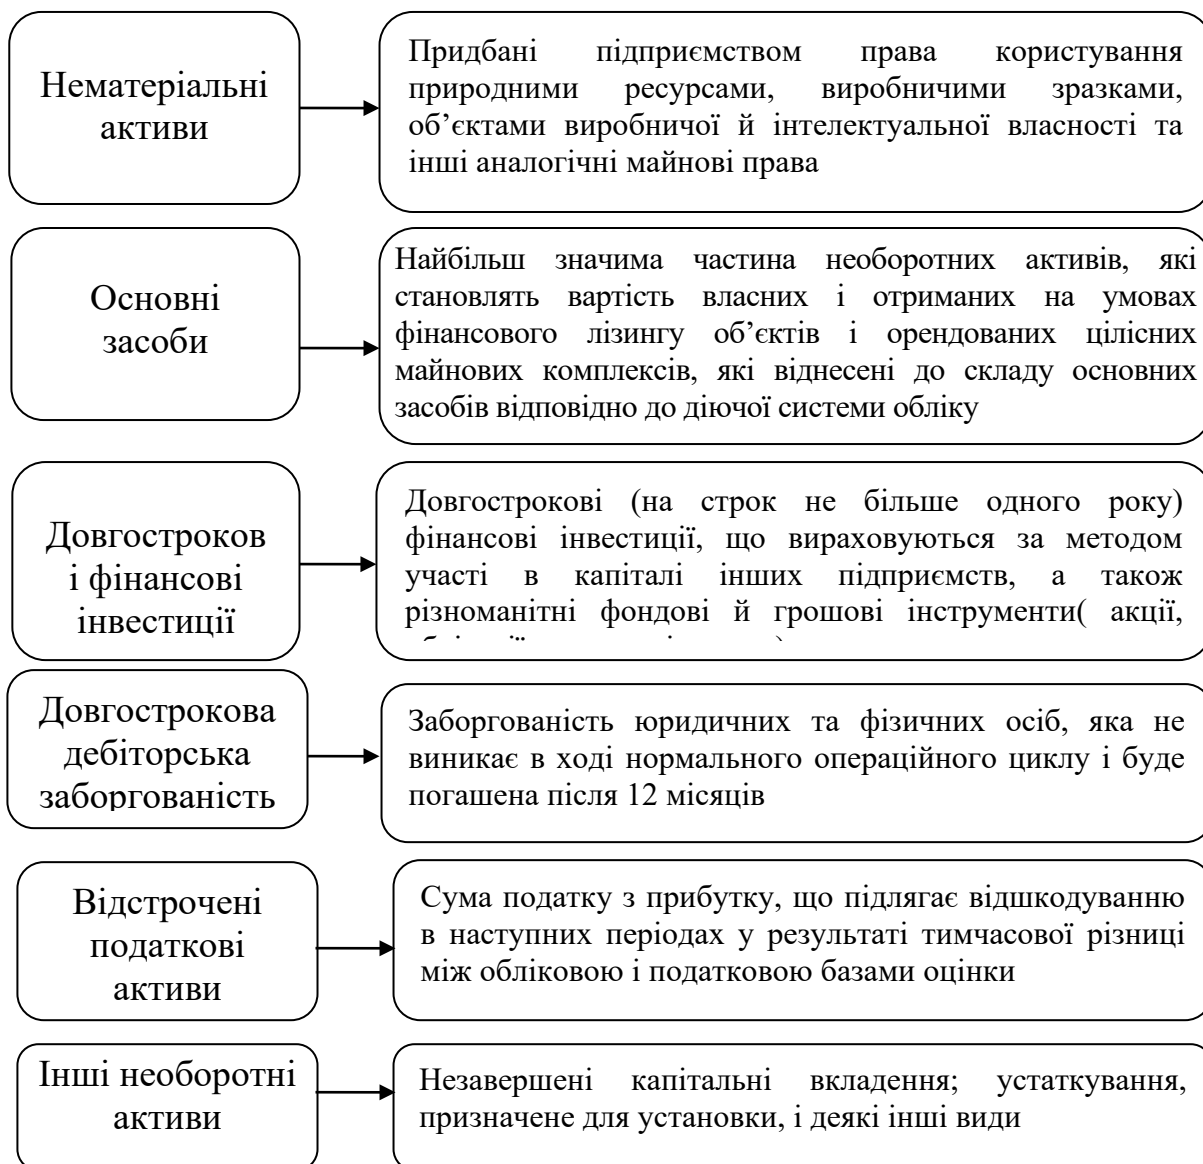 Нематеріальні
активи
Придбані підприємством права користування
природними ресурсами, виробничими зразками,
об’єктами виробничої й інтелектуальної власності та
інші аналогічні майнові права
Основні
засоби
Найбільш значима частина необоротних активів, які
становлять вартість власних і отриманих на умовах
фінансового лізингу об’єктів і орендованих цілісних
майнових комплексів, які віднесені до складу основних
засобів відповідно до діючої системи обліку
Довгостроков
і фінансові
інвестиції
Довгострокові (на строк не більше одного року)
фінансові інвестиції, що вираховуються за методом
участі в капіталі інших підприємств, а також
різноманітні фондові й грошові інструменти( акції,
Довгострокова
дебіторська
заборгованість
Заборгованість юридичних та фізичних осіб, яка не
виникає в ході нормального операційного циклу і буде
погашена після 12 місяців
Відстрочені
податкові
активи
Сума податку з прибутку, що підлягає відшкодуванню
в наступних періодах у результаті тимчасової різниці
між обліковою і податковою базами оцінки
Інші необоротні
активи
Незавершені капітальні вкладення; устаткування,
призначене для установки, і деякі інші види